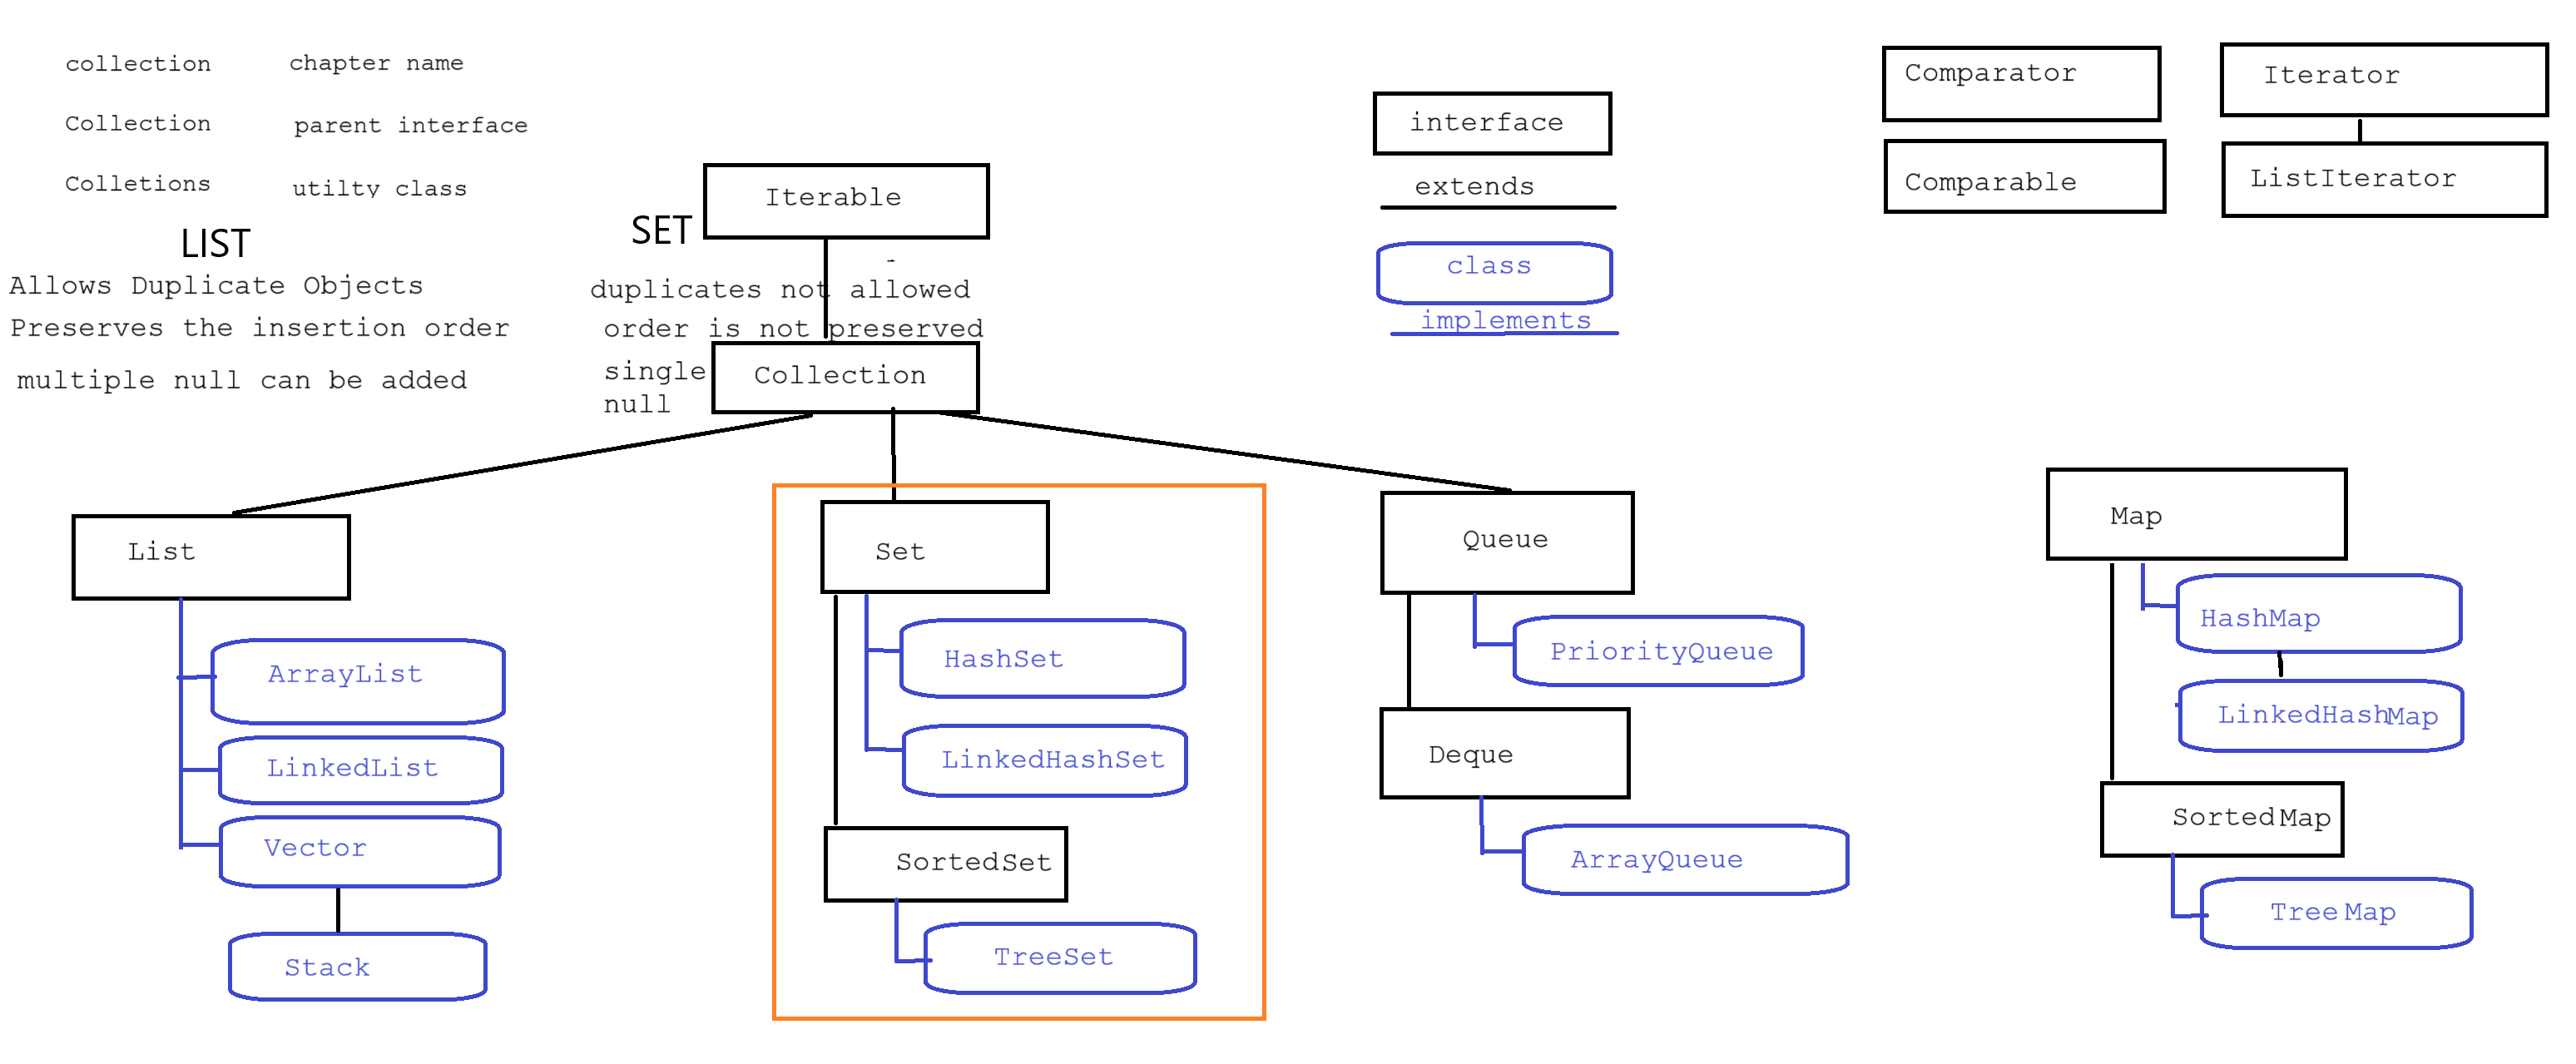 collection chapter name
Collection parent interface
Colletions utilty class
LIST
Allows Duplicate Objects
Preserves the insertion order
multiple null can be added
SET
duplicates not allowed
order is not preserved
single
null
Iterable
Collection
interface
extends
class
implements
Comparator
Comparable
Iterator
ListIterator
List
ArrayList
LinkedList
Vector
Stack
Set
HashSet
LinkedHashSet
SortedSet
TreeSet
Queue
PriorityQueue
Deque
ArrayQueue
Map
HashMap
LinkedHashMap
SortedMap
Tree Map